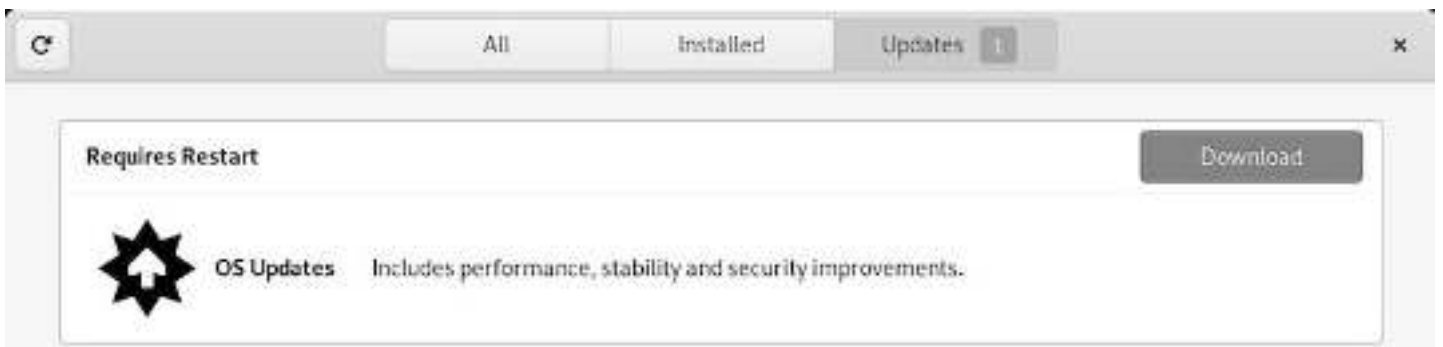 All Installed Updates 1
Requires Restart Download
OS Updates Includes performance, stability and security improvements.